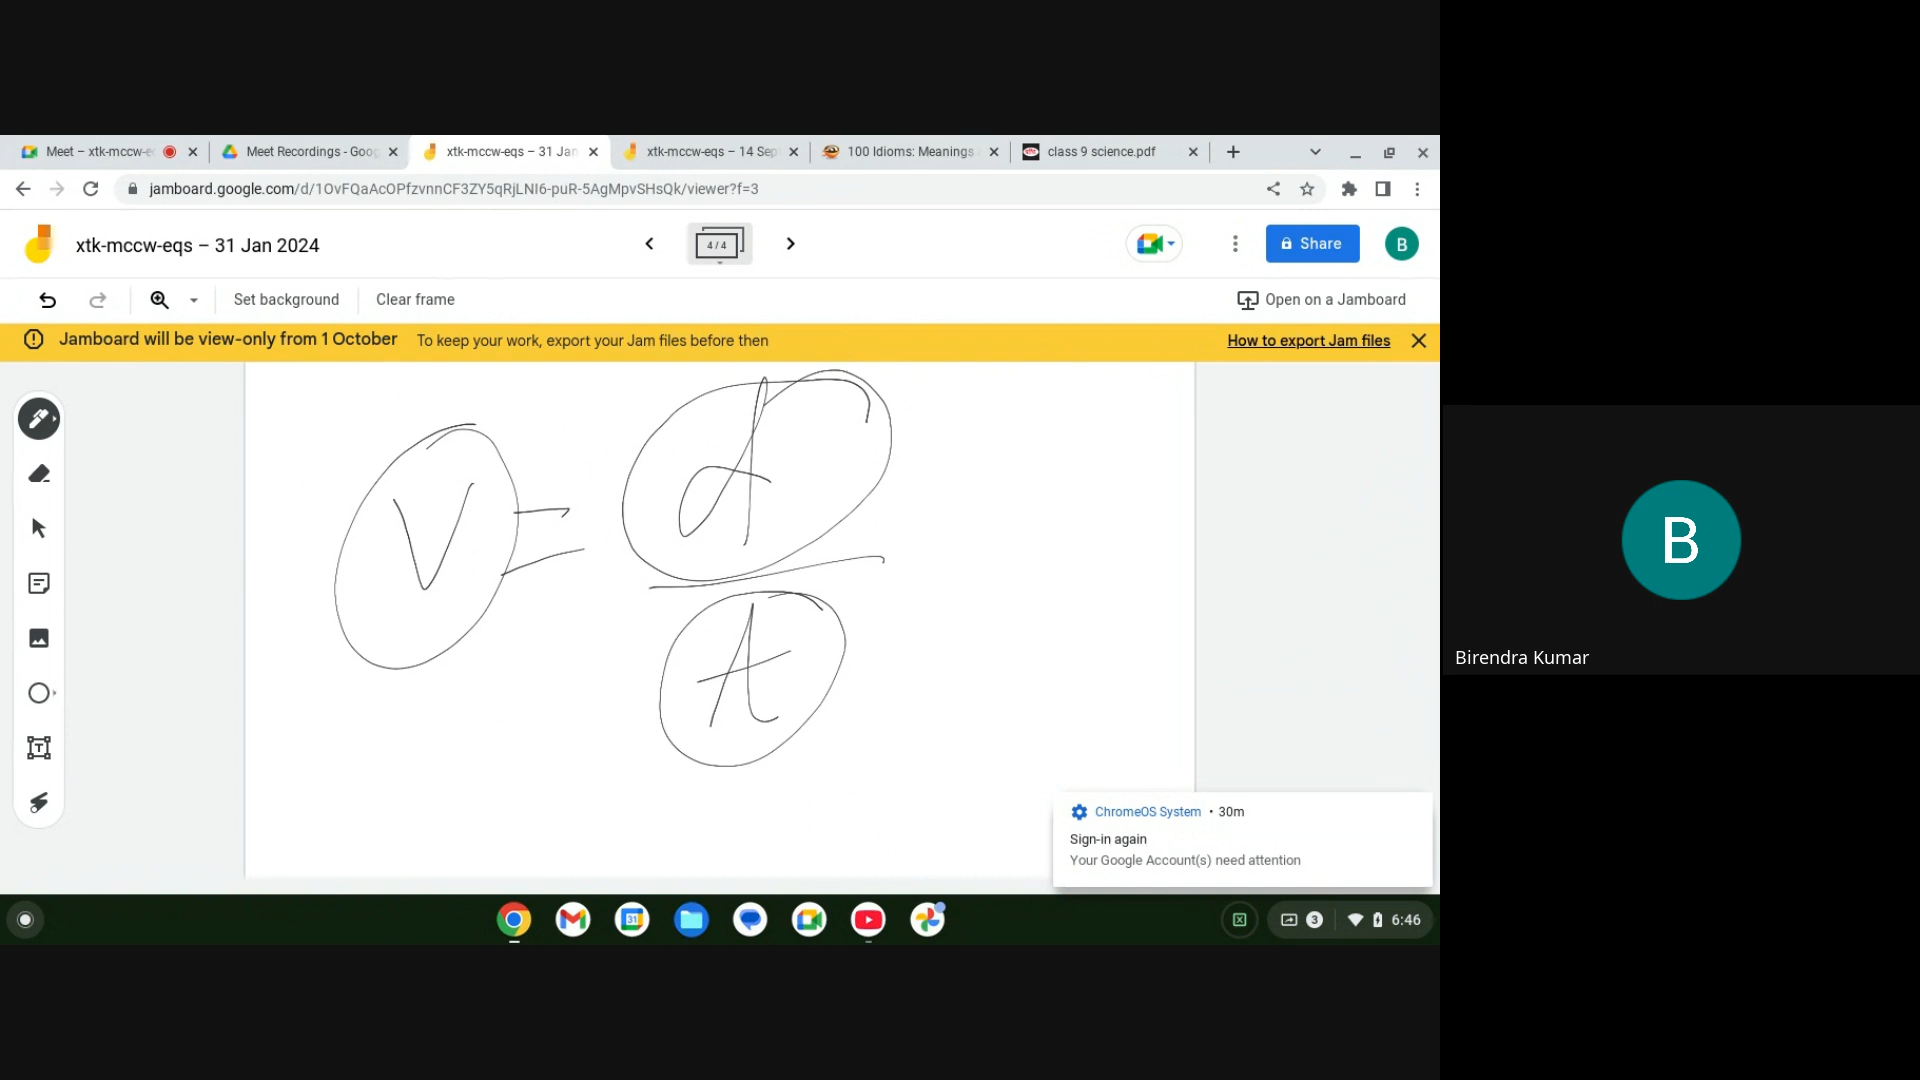 Meet – xtk-mccw-e
Meet Recordings - Goog
xtk-mccw-eqs – 31 Jan
xtk-mccw-eqs – 14 Sep
100 Idioms: Meanings
class 9 science.pdf
jamboard.google.com/d/1OvFQaAcOPfzvnnCF3ZY5qRjLNI6-puR-5AgMpvSHsQk/viewer?f=3
xtk-mccw-eqs – 31 Jan 2024
4 / 4
Share
B
Set background
Clear frame
Open on a Jamboard
Jamboard will be view-only from 1 October To keep your work, export your Jam files before then
How to export Jam files
V = d
t
B
Birendra Kumar
ChromeOS System • 30m
Sign-in again
Your Google Account(s) need attention
31
3
6:46